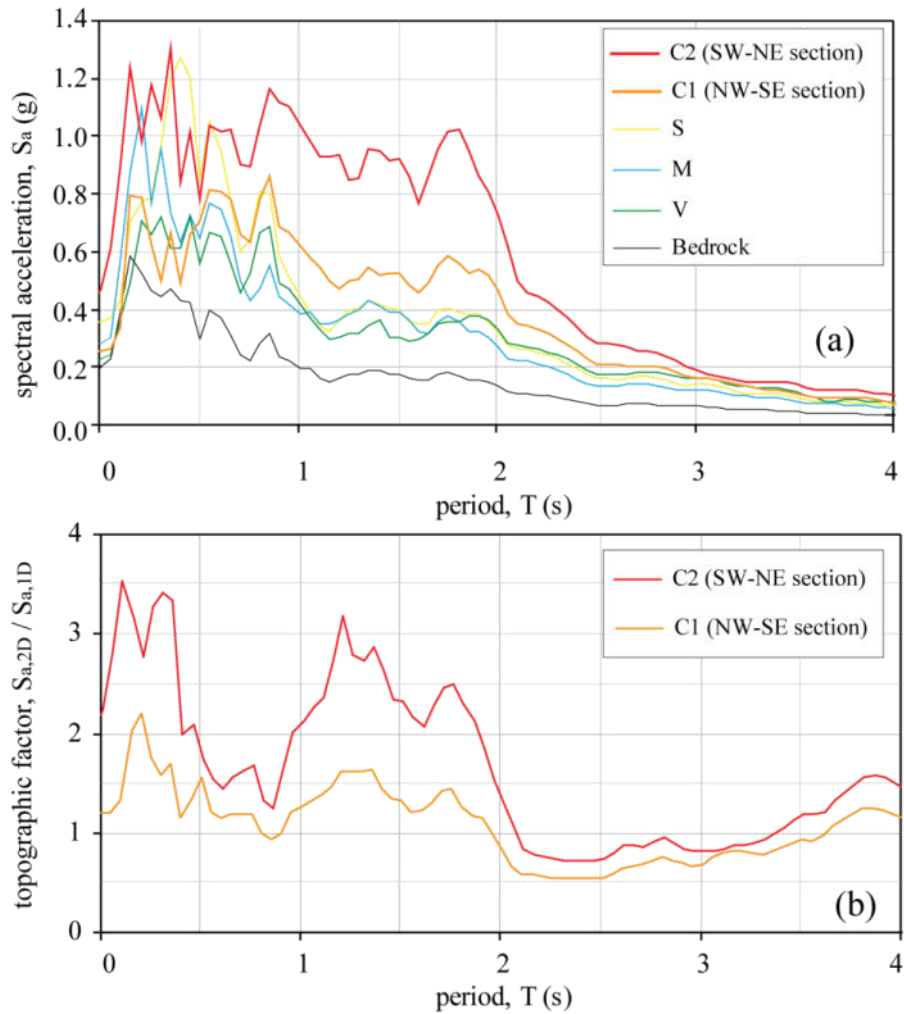 1.4
1.2
1.0
0.8
0.6
0.4
0.2
0.0
spectral acceleration, Sa (g)
C2 (SW-NE section)
C1 (NW-SE section)
S
M
V
Bedrock
(a)
0 1 2 3 4
period, T (s)
4
3
2
1
0
topographic factor, Sa,2D / Sa,1D
C2 (SW-NE section)
C1 (NW-SE section)
(b)
0 1 2 3 4
period, T (s)